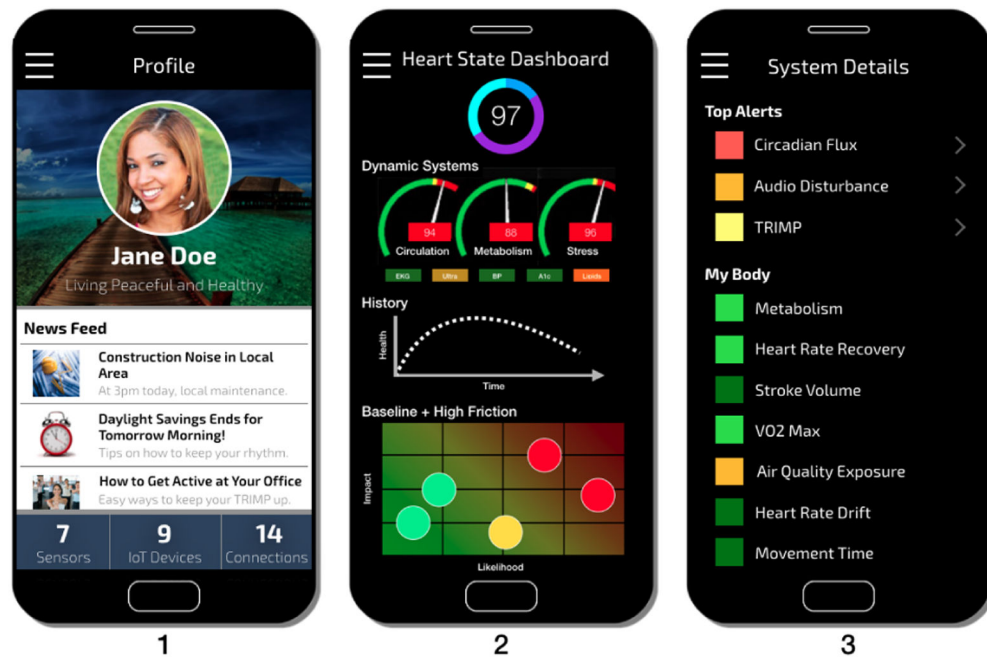 Profile
Jane Doe
Living Peaceful and Healthy
News Feed
Construction Noise in Local
Area
At 3pm today, local maintenance.
Daylight Savings Ends for
Tomorrow Morning!
Tips on how to keep your rhythm.
How to Get Active at Your Office
Easy ways to keep your TRIMP up.
7 9 14
Sensors IoT Devices Connections
1
Heart State Dashboard
97
Dynamic Systems
94 88 96
Circulation Metabolism Stress
EKG Ultra BP A1c Lipids
History
Health
Time
Baseline + High Friction
Impact
Likelihood
2
System Details
Top Alerts
Circadian Flux
Audio Disturbance
TRIMP
My Body
Metabolism
Heart Rate Recovery
Stroke Volume
VO2 Max
Air Quality Exposure
Heart Rate Drift
Movement Time
3